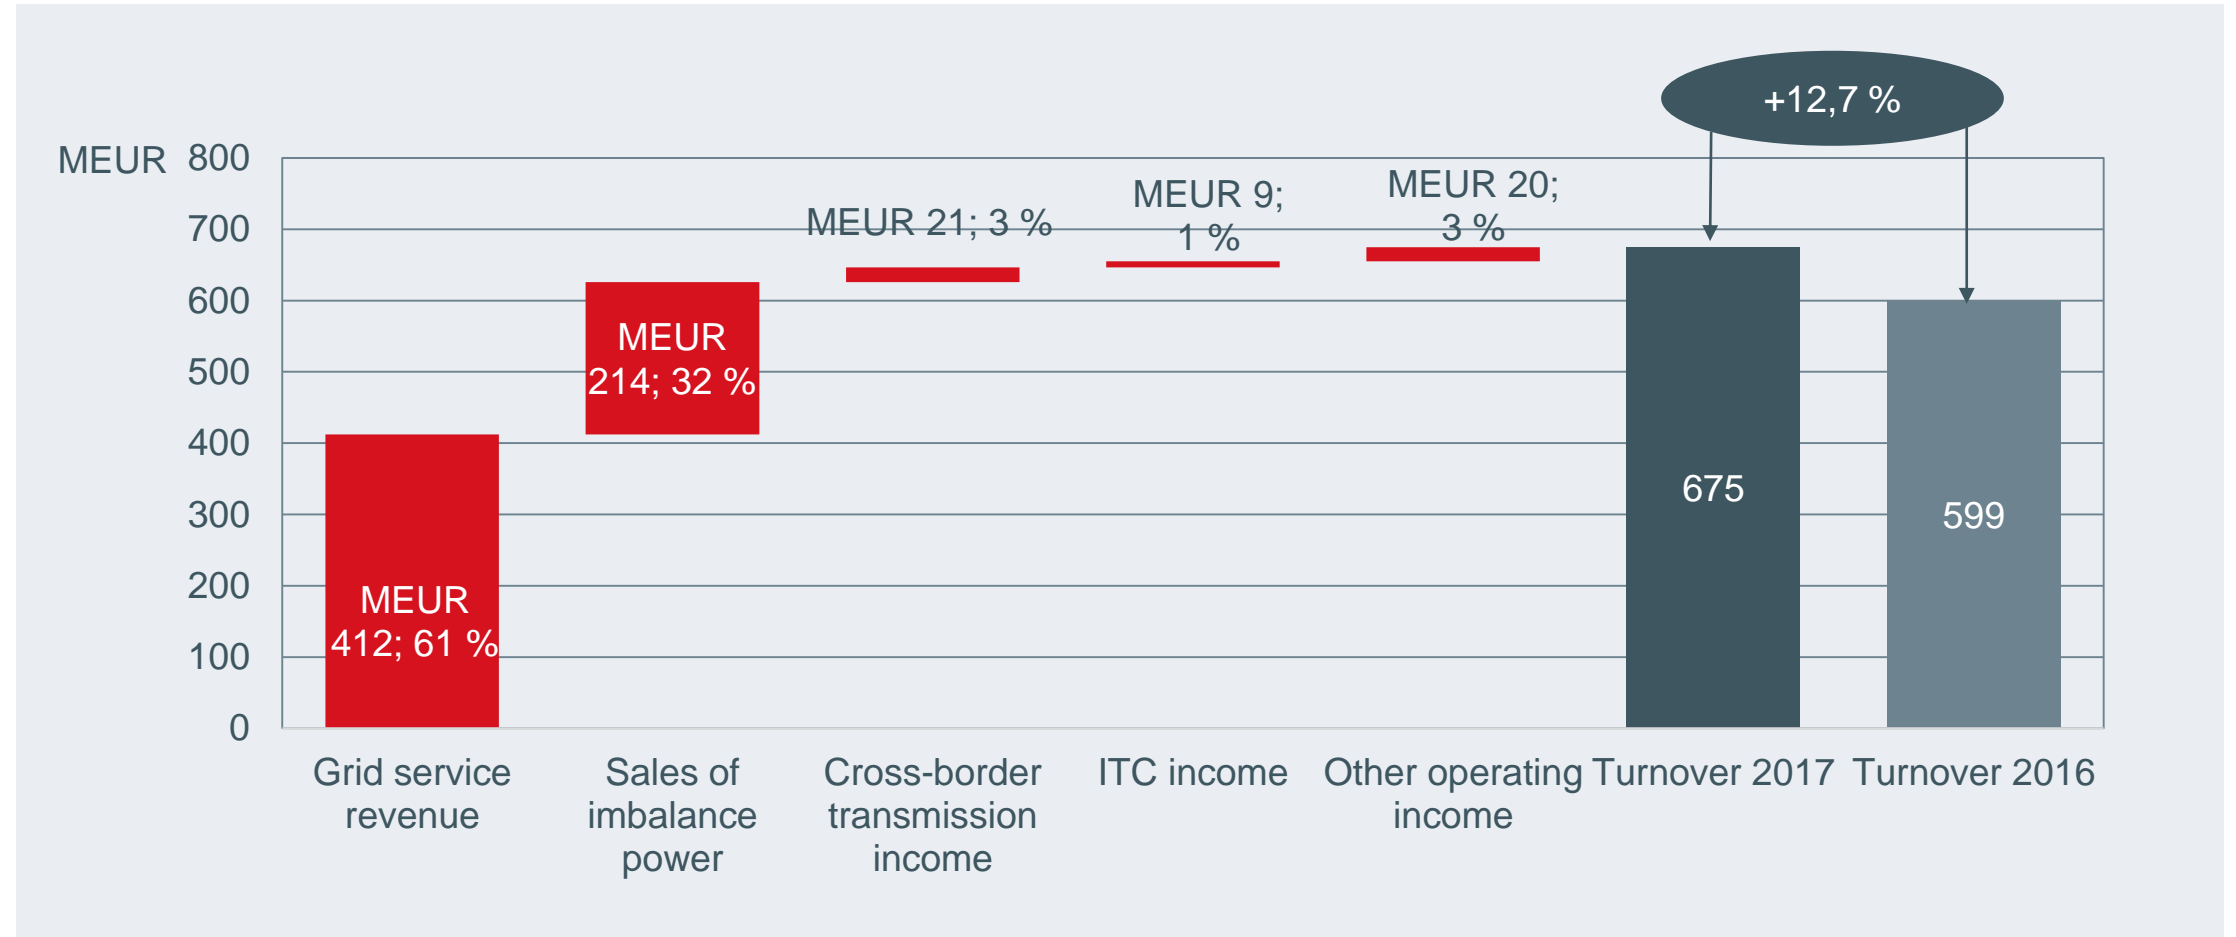 +12,7 %
MEUR
800
700
600
500
400
300
200
100
0
MEUR
412; 61 %
MEUR
214; 32 %
MEUR 21; 3 %
MEUR 9;
1 %
MEUR 20;
3 %
675
599
Grid service
revenue
Sales of
imbalance
power
Cross-border
transmission
income
ITC income
Other operating
income
Turnover 2017
Turnover 2016